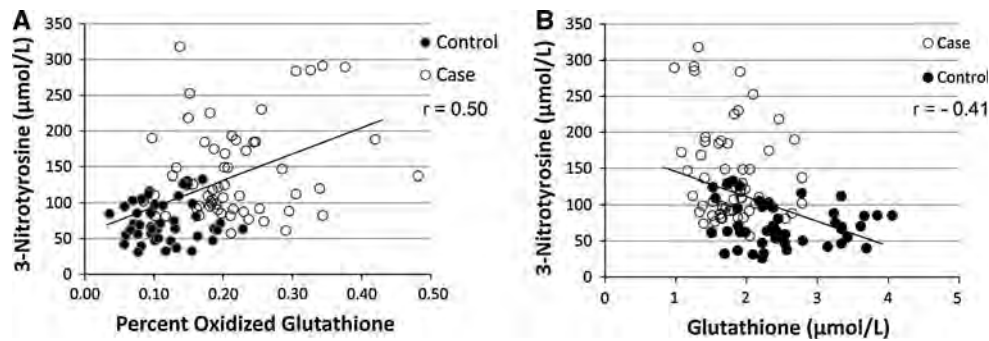 A
3-Nitrotyrosine (µmol/L)
350
300
250
200
150
100
50
0
0.00 0.10 0.20 0.30 0.40 0.50
Percent Oxidized Glutathione
Control
Case
r = 0.50
B
3-Nitrotyrosine (µmol/L)
350
300
250
200
150
100
50
0
0 1 2 3 4 5
Glutathione (µmol/L)
Case
Control
r = – 0.41